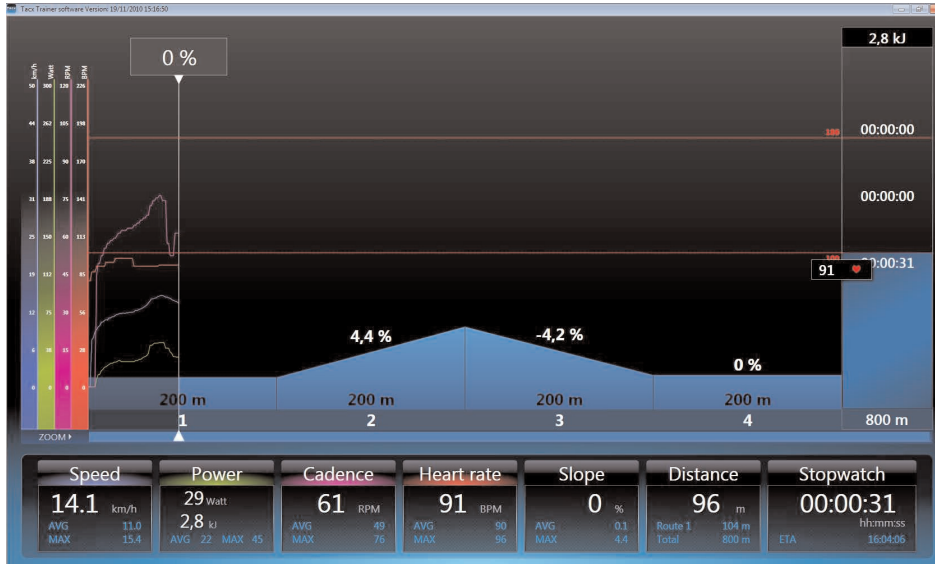 Tacx Trainer software Version: 19/11/2010 15:16:50
2,8 kJ
0 %
km/h Watt RPM BPM
50 300 120 226
44 262 105 198
38 225 90 170
31 188 75 141
25 150 60 113
19 112 45 85
12 75 30 56
6 38 15 28
0 0 0 0
180
00:00:00
00:00:00
100
00:00:31
91
4,4 %
-4,2 %
0 %
200 m 200 m 200 m 200 m
1 2 3 4 800 m
ZOOM
Speed Power Cadence Heart rate Slope Distance Stopwatch
14.1 km/h
AVG 11.0
MAX 15.4
29 Watt
2,8 kJ
AVG 22 MAX 45
61 RPM
AVG 49
MAX 76
91 BPM
AVG 90
MAX 96
0 %
AVG 0.1
MAX 4.4
96 m
Route 1 104 m
Total 800 m
00:00:31
hh:mm:ss
ETA 16:04:06